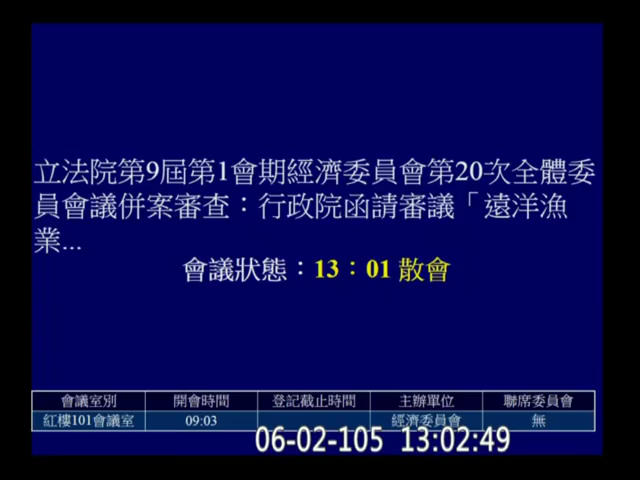 立法院第9屆第1會期經濟委員會第20次全體委
員會議併案審查：行政院函請審議「遠洋漁
業...
會議狀態：13：01 散會
會議室別 開會時間 登記截止時間 主辦單位 聯席委員會
紅樓101會議室 09:03 經濟委員會 無
06-02-105 13:02:49